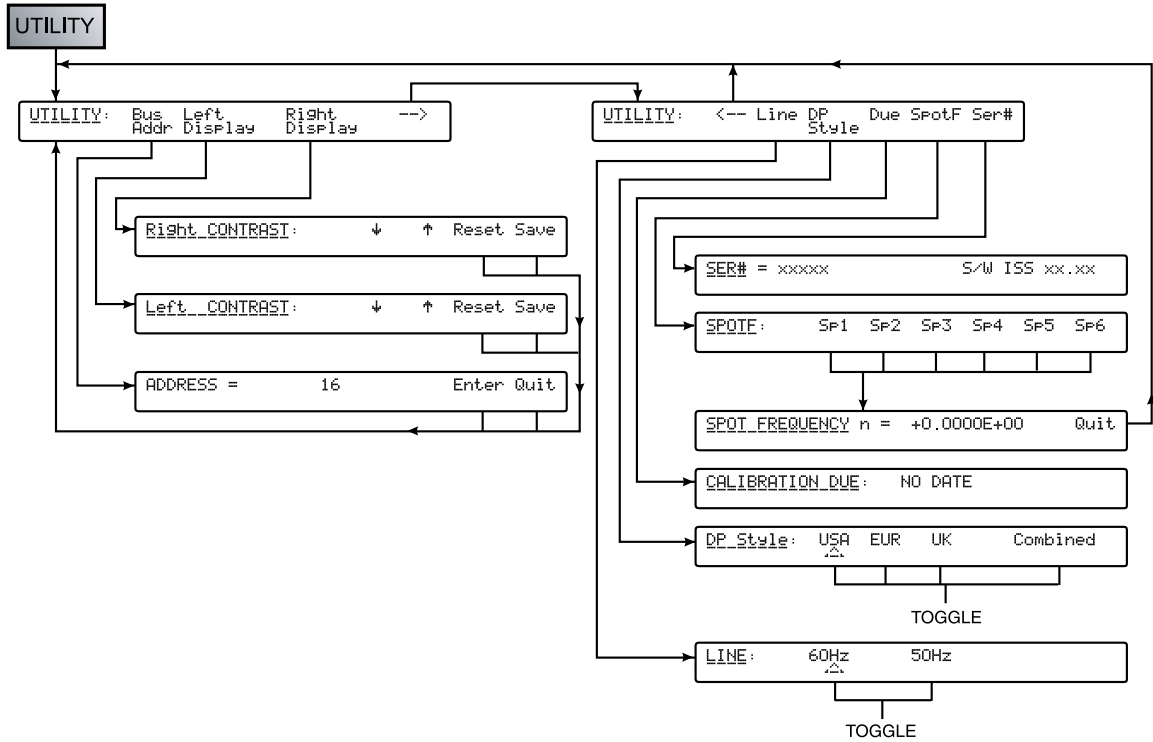 UTILITY
UTILITY: Bus Left Right -->
Addr Display Display
UTILITY: <-- Line DP Due SpotF Ser#
Style
Right CONTRAST: ↓ ↑ Reset Save
Left CONTRAST: ↓ ↑ Reset Save
ADDRESS = 16 Enter Quit
SER# = xxxxx S/W ISS xx.xx
SPOTF: Sp1 Sp2 Sp3 Sp4 Sp5 Sp6
SPOT FREQUENCY n = +0.0000E+00 Quit
CALIBRATION DUE: NO DATE
DP Style: USA EUR UK Combined
TOGGLE
LINE: 60Hz 50Hz
TOGGLE